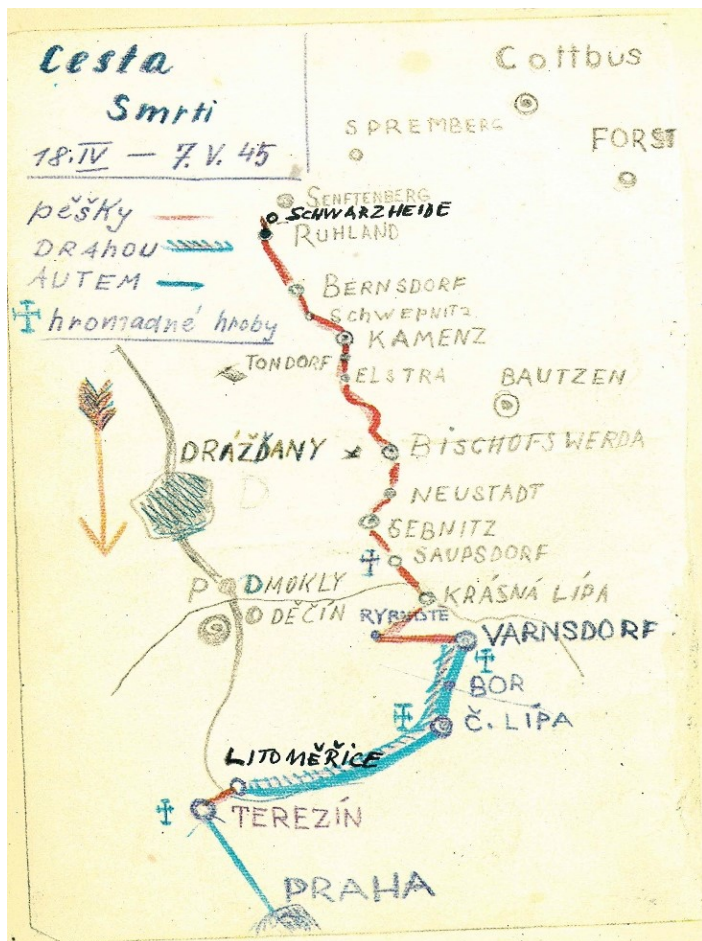 Cesta
Smrti
18.IV — 7.V.45
pěšky
DRAHOU
AUTEM
hromadné hroby
Cottbus
SPREMBERG
FORST
SENFTENBERG
SCHWARZHEIDE
RUHLAND
BERNSDORF
SCHWEPNITZ
KAMENZ
TONDORF
ELSTRA
BAUTZEN
DRÁŽĎANY
BISCHOFSWERDA
D
NEUSTADT
SEBNITZ
SAUPSDORF
P
DMOKLY
KRÁSNÁ LÍPA
DĚČÍN
VARNSDORF
BOR
Č. LÍPA
LITOMĚŘICE
TEREZÍN
PRAHA